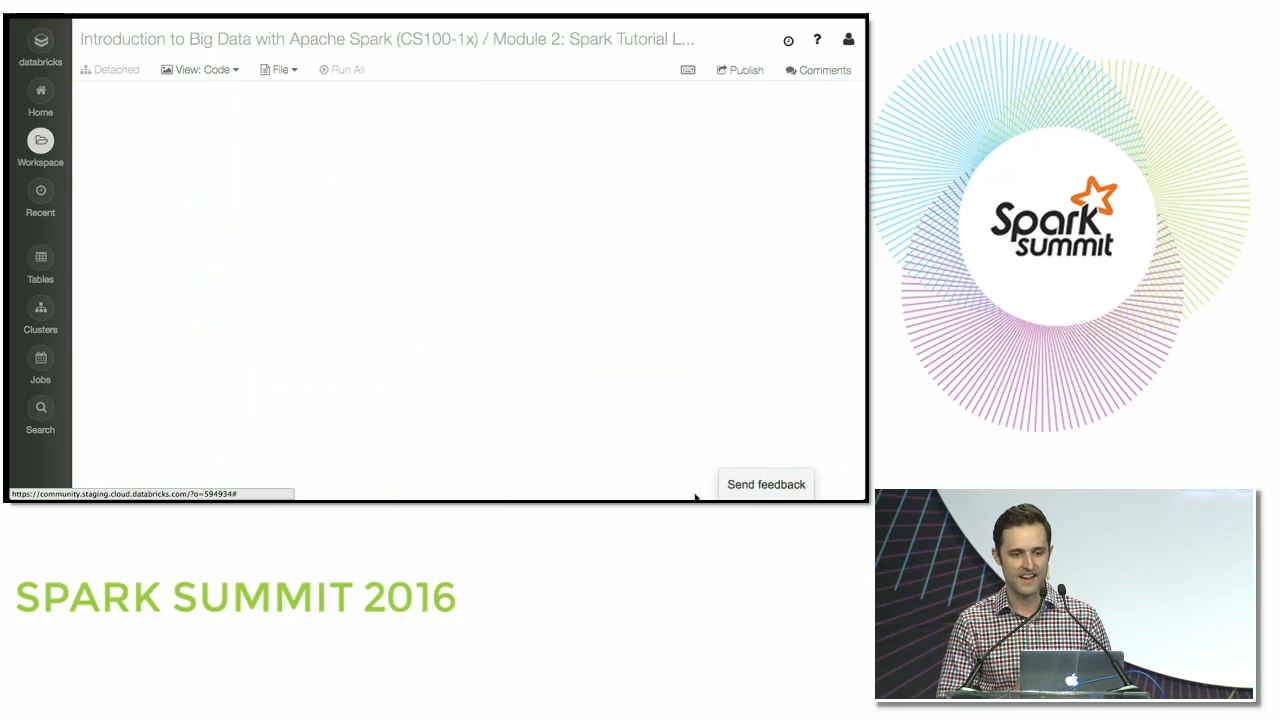 databricks
Home
Workspace
Recent
Tables
Clusters
Jobs
Search
Introduction to Big Data with Apache Spark (CS100-1x) / Module 2: Spark Tutorial L...
?
Detached
View: Code
File
Run All
Publish
Comments
Send feedback
https://community.staging.cloud.databricks.com/?o=594934#
Spark
summit
SPARK SUMMIT 2016